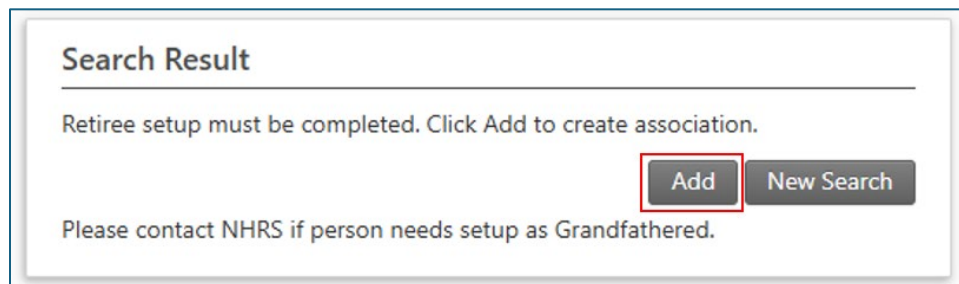 Search Result
Retiree setup must be completed. Click Add to create association.
Add New Search
Please contact NHRS if person needs setup as Grandfathered.